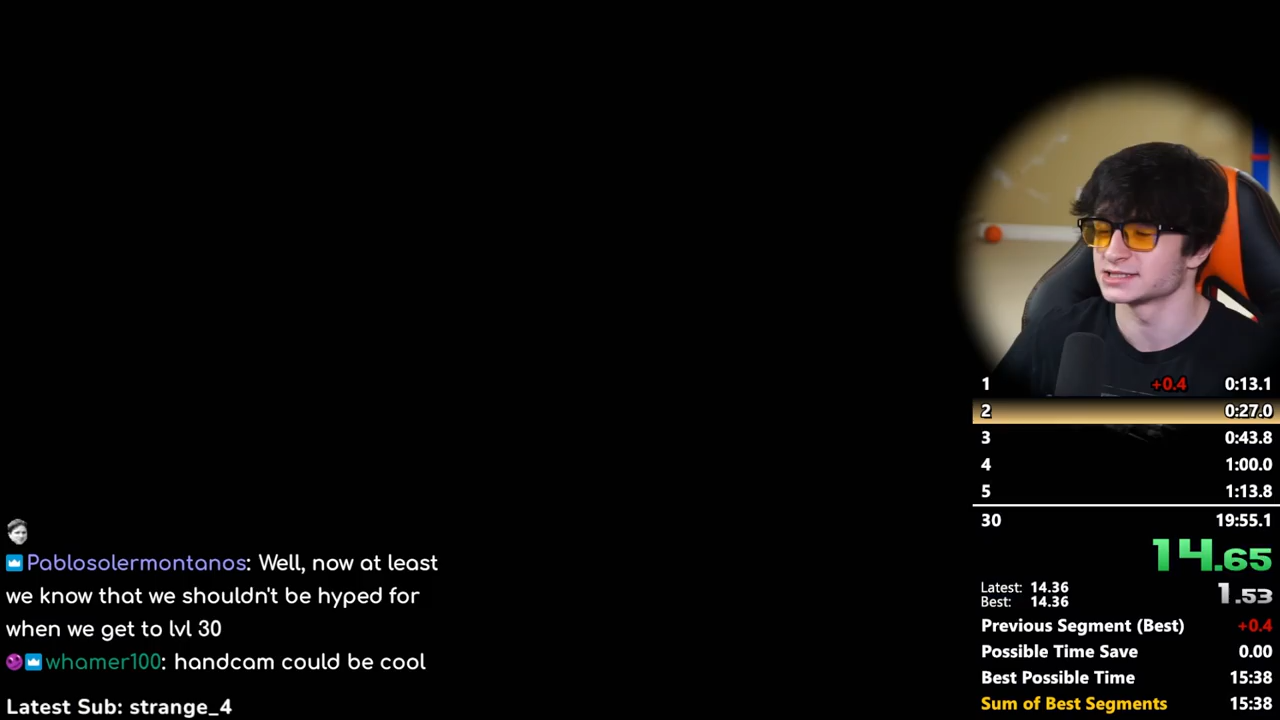 1 +0.4 0:13.1
2 0:27.0
3 0:43.8
4 1:00.0
5 1:13.8
30 19:55.1
14.65
Latest: 14.36
Best: 14.36
1.53
Previous Segment (Best) +0.4
Possible Time Save 0.00
Best Possible Time 15:38
Sum of Best Segments 15:38
Pablosolermontanos: Well, now at least
we know that we shouldn't be hyped for
when we get to lvl 30
whamer100: handcam could be cool
Latest Sub: strange_4